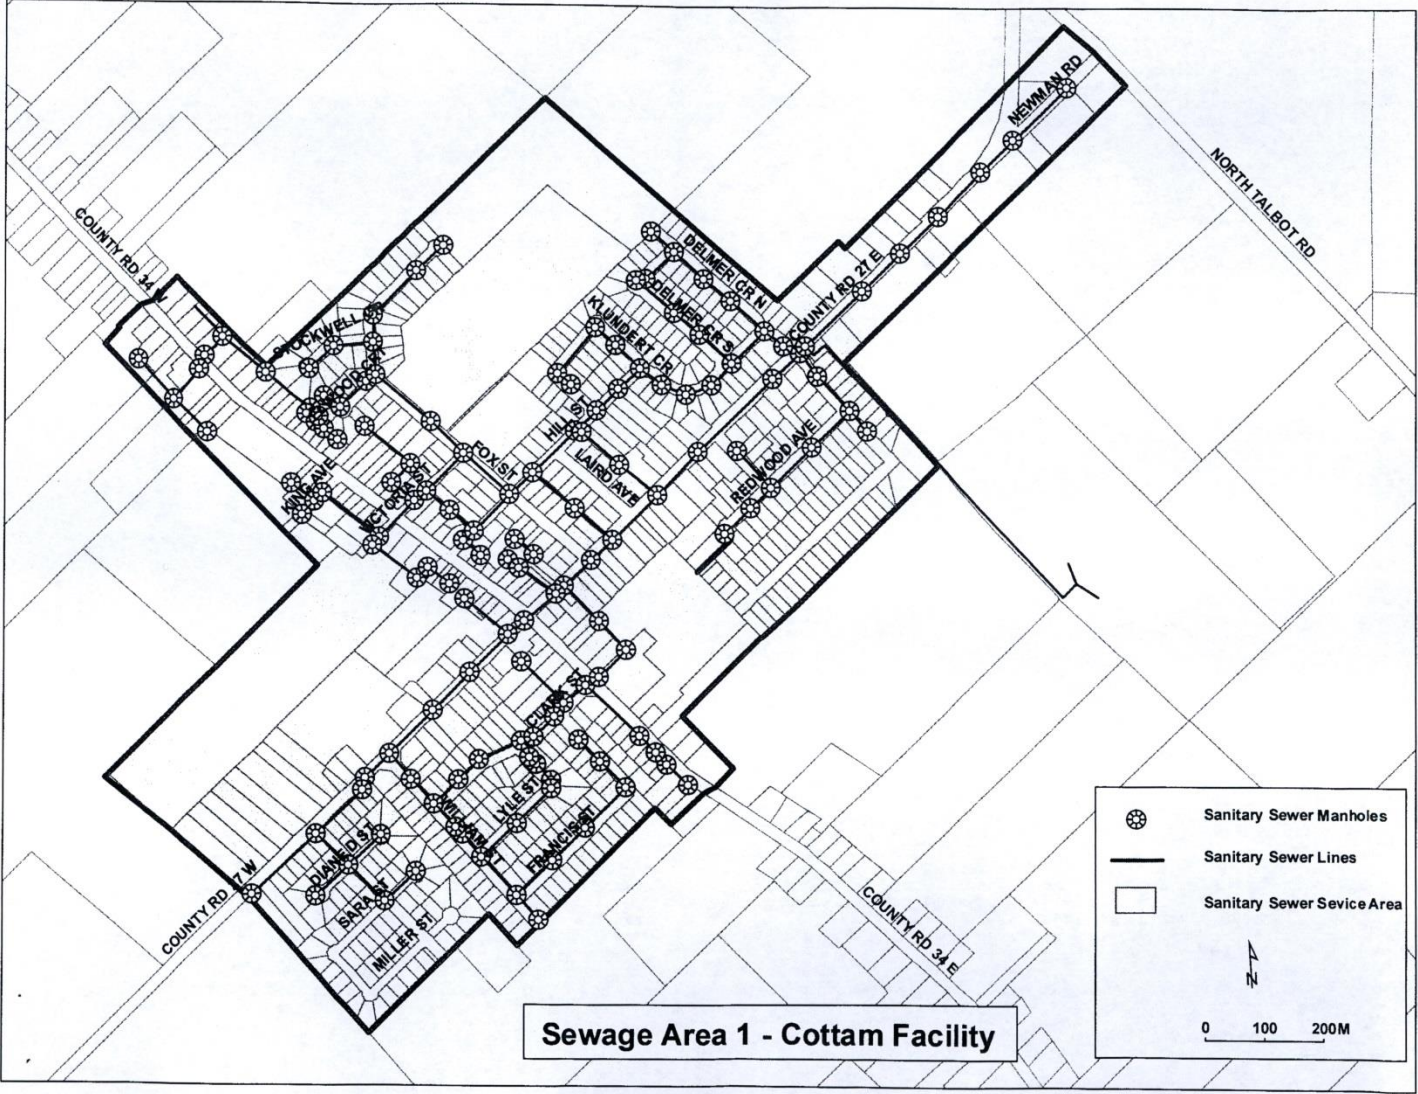 NEWMAN RD
NORTH TALBOT RD
COUNTY RD 34 W
DELMER CR N
COUNTY RD 27 E
DELMER CR S
KLUNDERT CR
STOCKWELL
HILL ST
FOX ST
LAIRD AVE
REDWOOD AVE
KING AVE
VICTORIA ST
CLARK ST
LYLE ST
WILLIAM ST
FRANCIS ST
DIANE D ST
SARA ST
MILLER ST
COUNTY RD 27 W
COUNTY RD 34 E
Sanitary Sewer Manholes
Sanitary Sewer Lines
Sanitary Sewer Sevice Area
N
0 100 200M
Sewage Area 1 - Cottam Facility